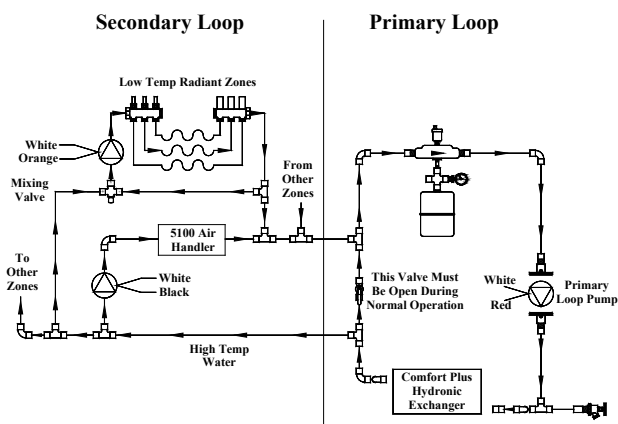 Secondary Loop
Primary Loop
Low Temp Radiant Zones
White
Orange
Mixing
Valve
From
Other
Zones
5100 Air
Handler
To
Other
Zones
White
Black
This Valve Must
Be Open During
Normal Operation
White
Red
Primary
Loop Pump
High Temp
Water
Comfort Plus
Hydronic
Exchanger